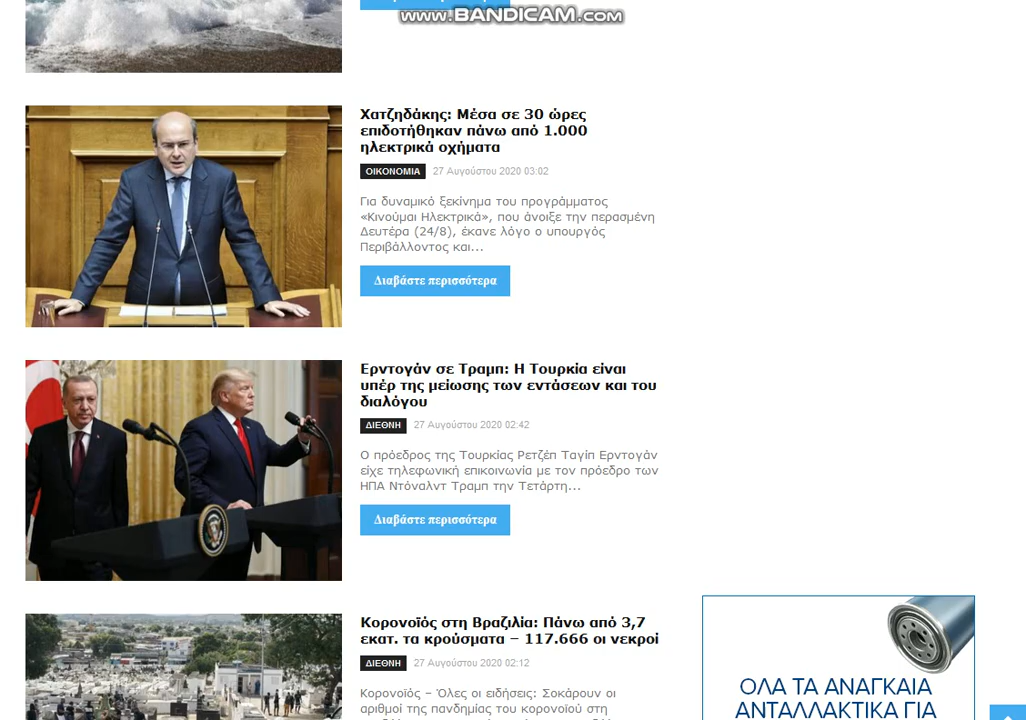 www.BANDICAM.com
Χατζηδάκης: Μέσα σε 30 ώρες
επιδοτήθηκαν πάνω από 1.000
ηλεκτρικά οχήματα
ΟΙΚΟΝΟΜΙΑ 27 Αυγούστου 2020 03:02
Για δυναμικό ξεκίνημα του προγράμματος
«Κινούμαι Ηλεκτρικά», που άνοιξε την περασμένη
Δευτέρα (24/8), έκανε λόγο ο υπουργός
Περιβάλλοντος και...
Διαβάστε περισσότερα
Ερντογάν σε Τραμπ: Η Τουρκία είναι
υπέρ της μείωσης των εντάσεων και του
διαλόγου
ΔΙΕΘΝΗ 27 Αυγούστου 2020 02:42
Ο πρόεδρος της Τουρκίας Ρετζέπ Ταγίπ Ερντογάν
είχε τηλεφωνική επικοινωνία με τον πρόεδρο των
ΗΠΑ Ντόναλντ Τραμπ την Τετάρτη...
Διαβάστε περισσότερα
Κορονοϊός στη Βραζιλία: Πάνω από 3,7
εκατ. τα κρούσματα – 117.666 οι νεκροί
ΔΙΕΘΝΗ 27 Αυγούστου 2020 02:12
Κορονοϊός – Όλες οι ειδήσεις: Σοκάρουν οι
αριθμοί της πανδημίας του κορονοϊού στη
ΟΛΑ ΤΑ ΑΝΑΓΚΑΙΑ
ΑΝΤΑΛΛΑΚΤΙΚΑ ΓΙΑ